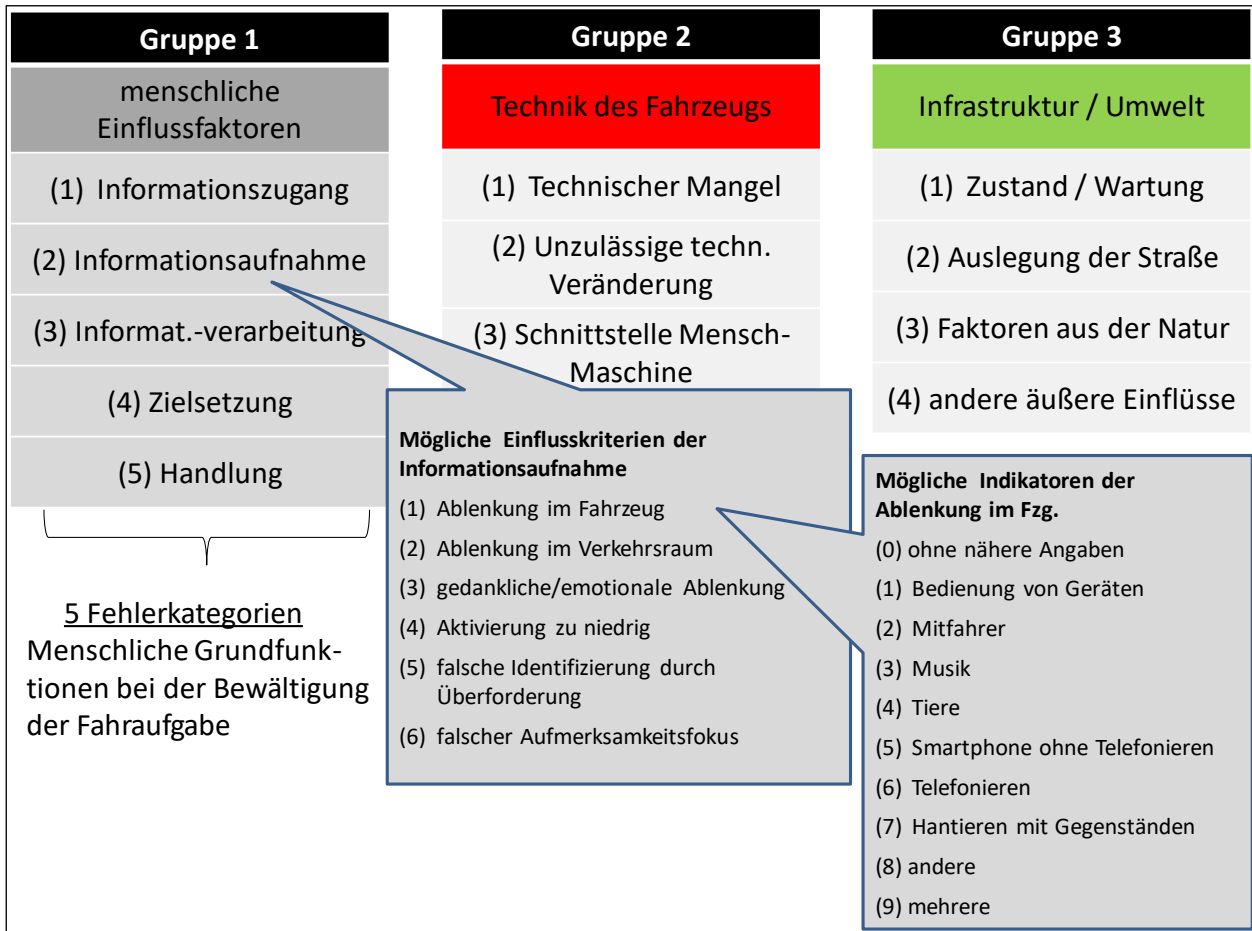 Gruppe 1
menschliche
Einflussfaktoren
(1) Informationszugang
(2) Informationsaufnahme
(3) Informat.-verarbeitung
(4) Zielsetzung
(5) Handlung
5 Fehlerkategorien
Menschliche Grundfunk-
tionen bei der Bewältigung
der Fahraufgabe
Gruppe 2
Technik des Fahrzeugs
(1) Technischer Mangel
(2) Unzulässige techn.
Veränderung
(3) Schnittstelle Mensch-
Maschine
Gruppe 3
Infrastruktur / Umwelt
(1) Zustand / Wartung
(2) Auslegung der Straße
(3) Faktoren aus der Natur
(4) andere äußere Einflüsse
Mögliche Einflusskriterien der
Informationsaufnahme
(1) Ablenkung im Fahrzeug
(2) Ablenkung im Verkehrsraum
(3) gedankliche/emotionale Ablenkung
(4) Aktivierung zu niedrig
(5) falsche Identifizierung durch
Überforderung
(6) falscher Aufmerksamkeitsfokus
Mögliche Indikatoren der
Ablenkung im Fzg.
(0) ohne nähere Angaben
(1) Bedienung von Geräten
(2) Mitfahrer
(3) Musik
(4) Tiere
(5) Smartphone ohne Telefonieren
(6) Telefonieren
(7) Hantieren mit Gegenständen
(8) andere
(9) mehrere